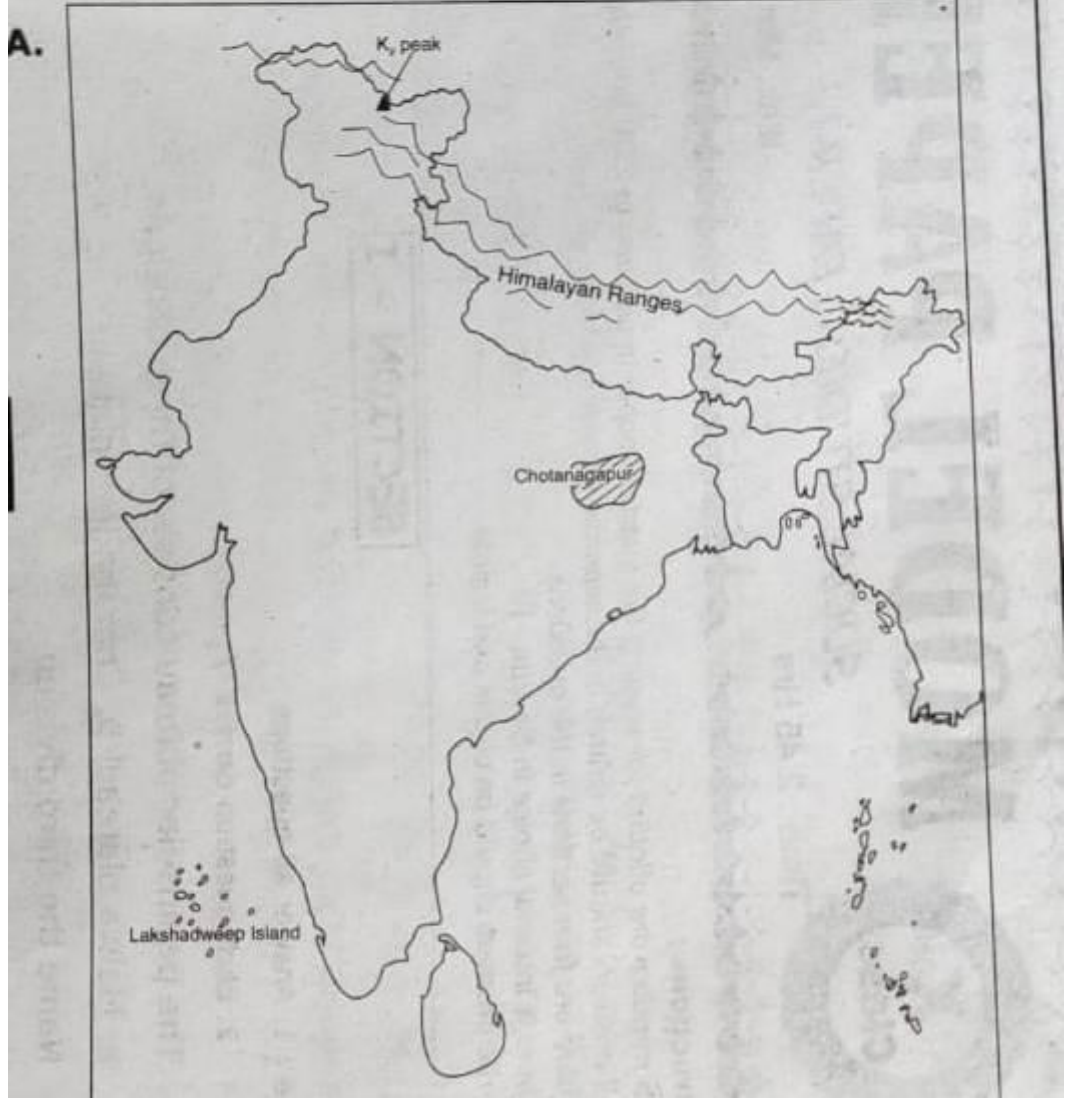 A.
K₂ peak
Himalayan Ranges
Chotanagapur
Lakshadweep Island